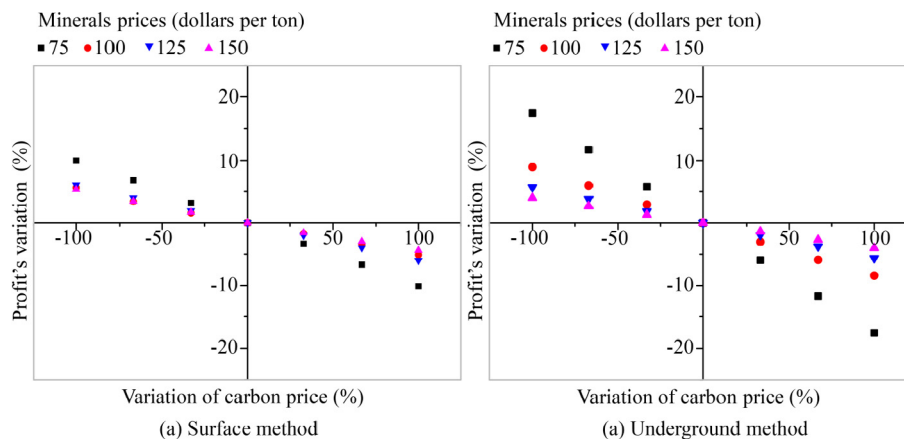 Minerals prices (dollars per ton)
75 100 125 150
20
10
-100 -50 50 100
-10
-20
Profit's variation (%)
Variation of carbon price (%)
(a) Surface method
Minerals prices (dollars per ton)
75 100 125 150
20
10
-100 -50 50 100
-10
-20
Profit's variation (%)
Variation of carbon price (%)
(a) Underground method